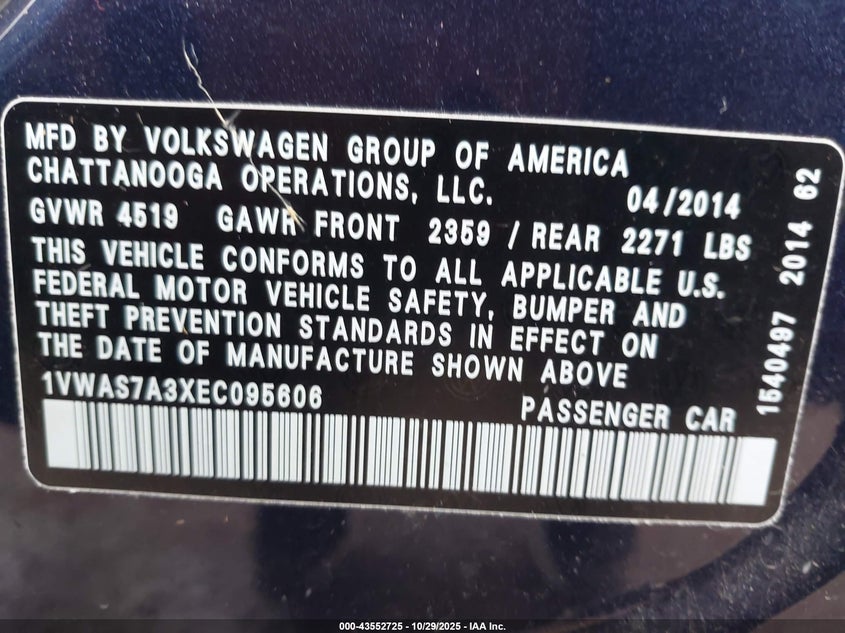 MFD BY VOLKSWAGEN GROUP OF AMERICA
CHATTANOOGA OPERATIONS, LLC. 04/2014
GVWR 4519 GAWR FRONT 2359 / REAR 2271 LBS
THIS VEHICLE CONFORMS TO ALL APPLICABLE U.S.
FEDERAL MOTOR VEHICLE SAFETY, BUMPER AND
THEFT PREVENTION STANDARDS IN EFFECT ON
THE DATE OF MANUFACTURE SHOWN ABOVE
1VWAS7A3XEC095606 PASSENGER CAR
1540497 2014 62
000-43552725 - 10/29/2025 - IAA Inc.